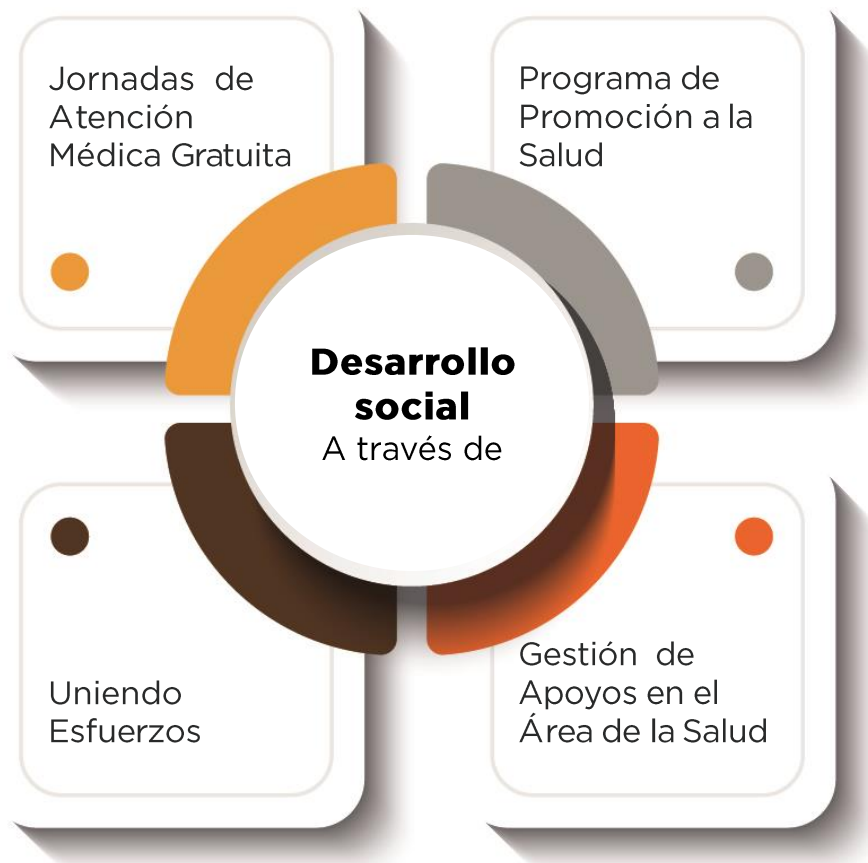 Jornadas de
Atención
Médica Gratuita
Programa de
Promoción a la
Salud
Desarrollo
social
A través de
Uniendo
Esfuerzos
Gestión de
Apoyos en el
Área de la Salud